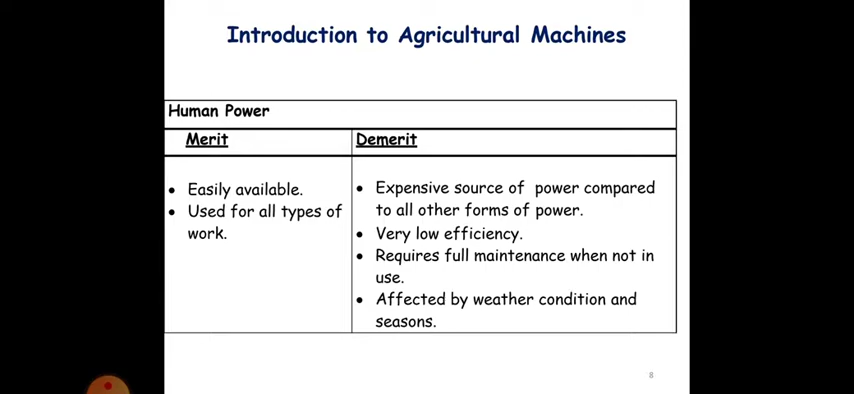 Introduction to Agricultural Machines
Human Power
Merit
Demerit
• Easily available.
• Used for all types of
work.
• Expensive source of power compared
to all other forms of power.
• Very low efficiency.
• Requires full maintenance when not in
use.
• Affected by weather condition and
seasons.
8